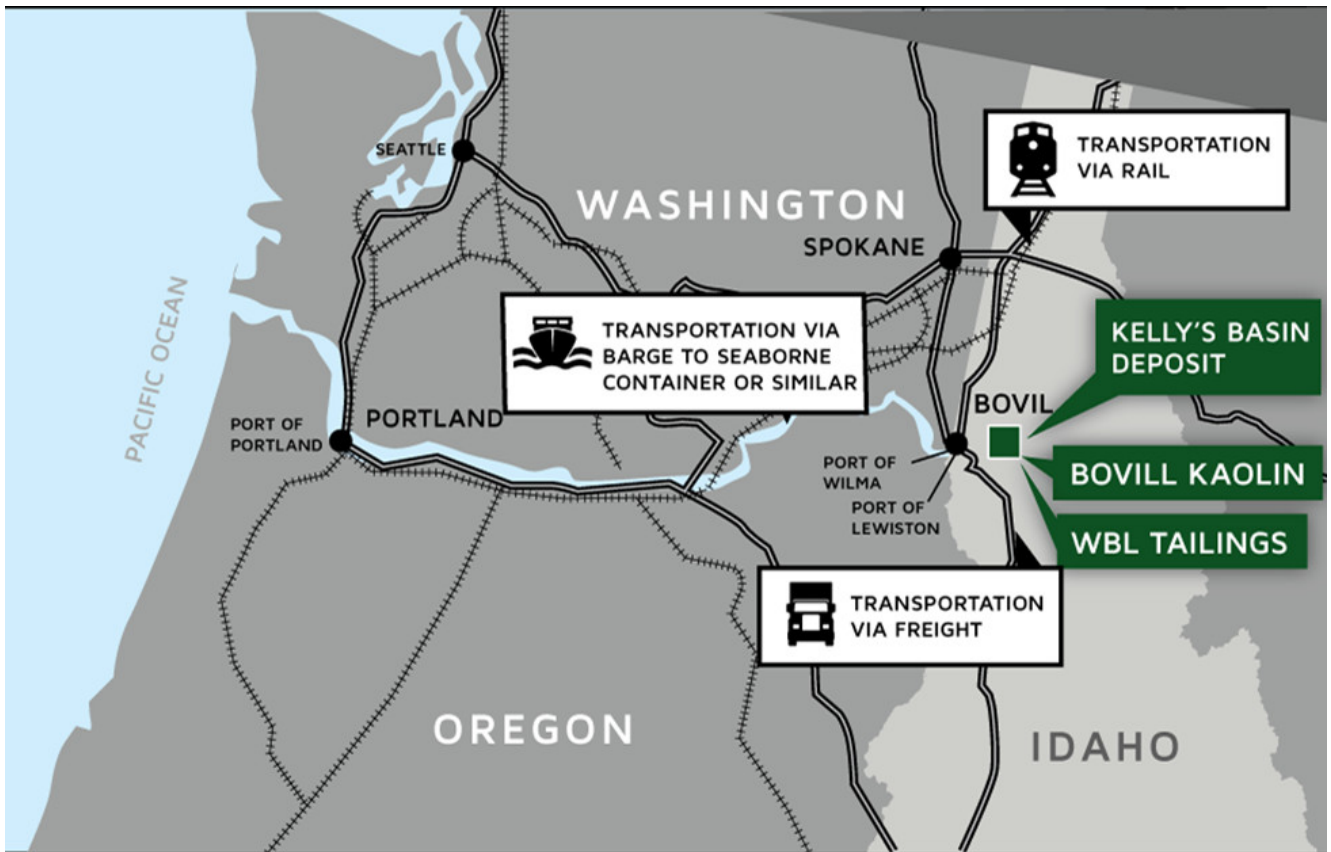 SEATTLE
WASHINGTON
SPOKANE
TRANSPORTATION
VIA RAIL
PACIFIC OCEAN
TRANSPORTATION VIA
BARGE TO SEABORNE
CONTAINER OR SIMILAR
KELLY'S BASIN
DEPOSIT
BOVIL
PORT OF
PORTLAND
PORTLAND
PORT OF
WILMA
PORT OF
LEWISTON
BOVILL KAOLIN
WBL TAILINGS
TRANSPORTATION
VIA FREIGHT
OREGON
IDAHO